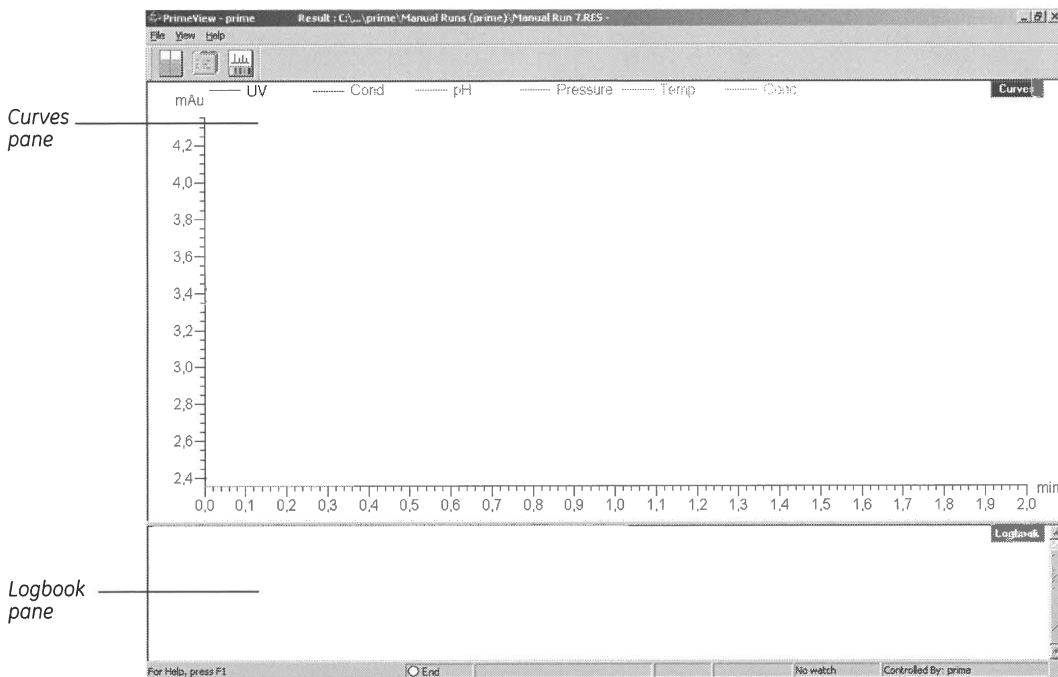 PrimeView - prime Result : C:\...\prime\Manual Runs (prime)\Manual Run 7.RES -
File View Help
mAu
UV Cond pH Pressure Temp Conc
Curves
Curves
pane
4,2
4,0
3,8
3,6
3,4
3,2
3,0
2,8
2,6
2,4
0,0 0,1 0,2 0,3 0,4 0,5 0,6 0,7 0,8 0,9 1,0 1,1 1,2 1,3 1,4 1,5 1,6 1,7 1,8 1,9 2,0
min
Logbook
Logbook
pane
For Help, press F1 End No watch Controlled By: prime